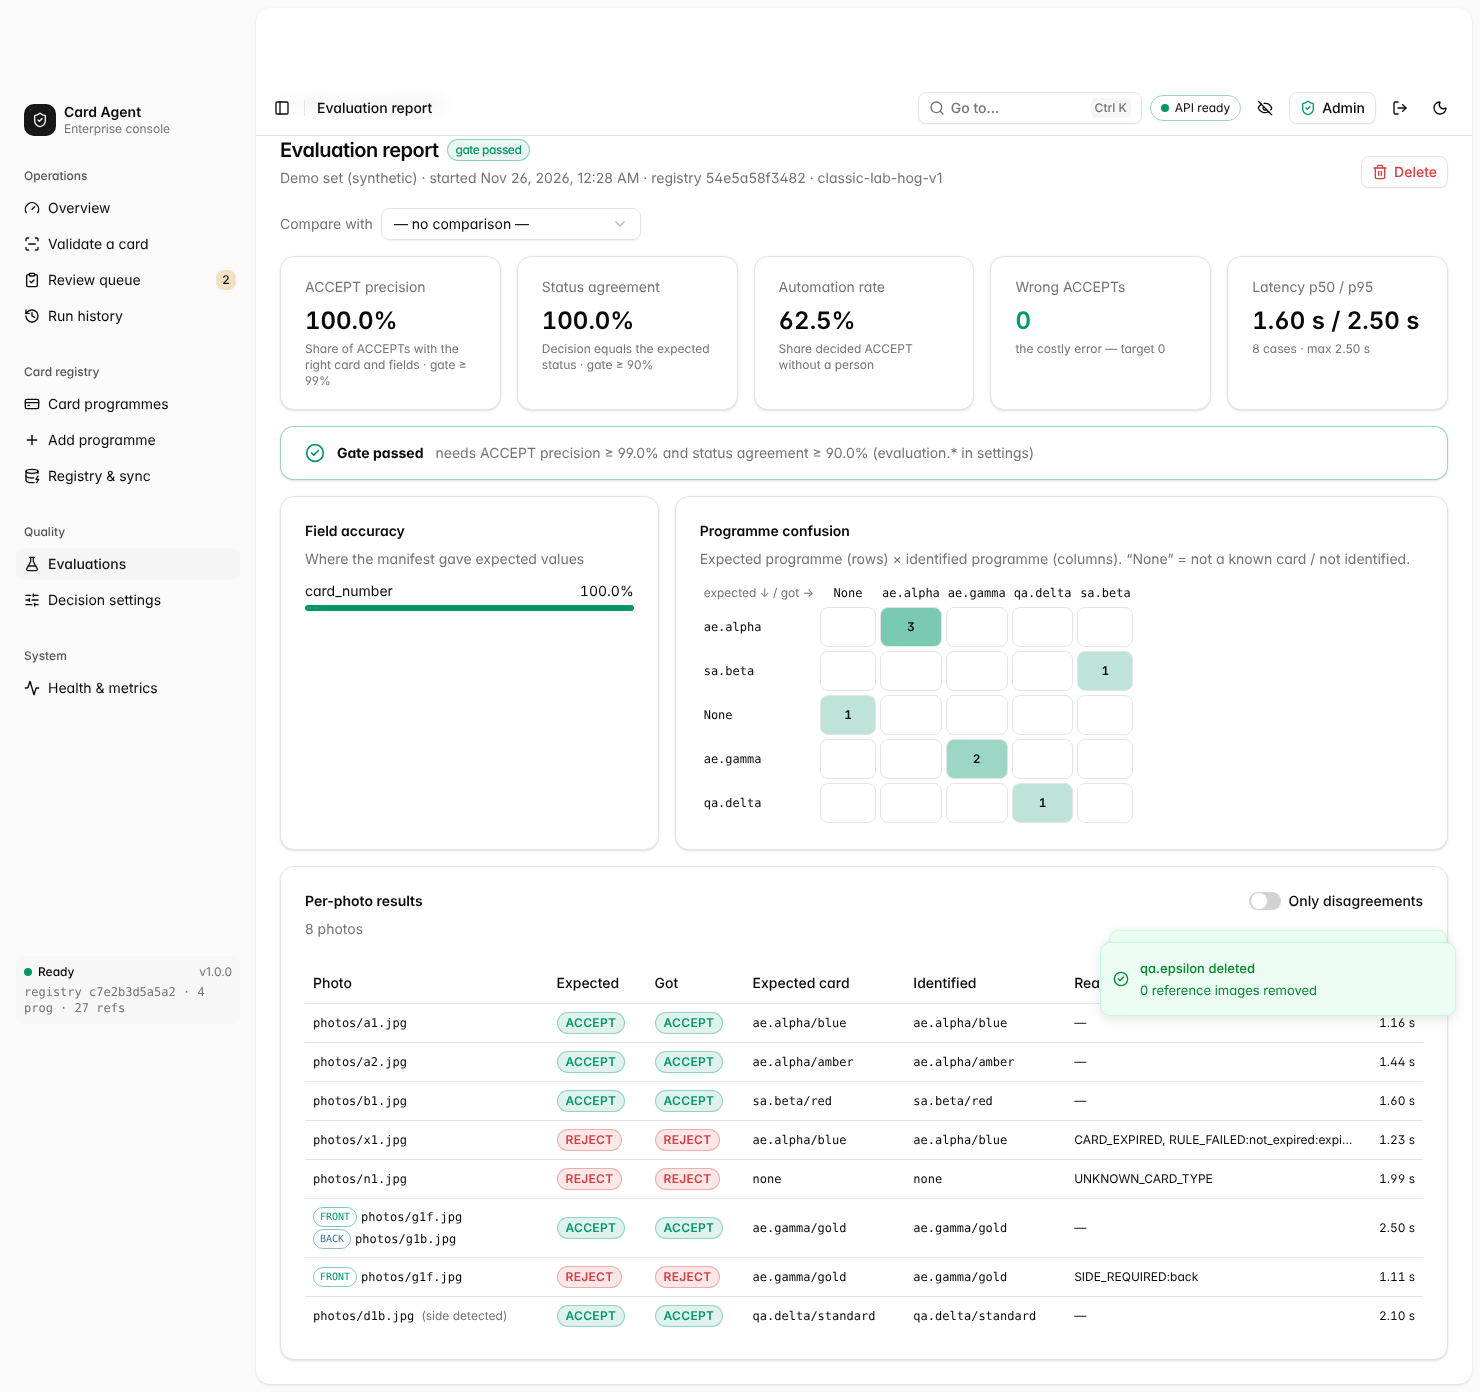 Card Agent
Enterprise console
Operations
Overview
Validate a card
Review queue
2
Run history
Card registry
Card programmes
Add programme
Registry & sync
Quality
Evaluations
Decision settings
System
Health & metrics
Ready
v1.0.0
registry c7e2b3d5a5a2 · 4
prog · 27 refs
Evaluation report
Go to...
Ctrl K
API ready
Admin
Evaluation report
gate passed
Demo set (synthetic) · started Nov 26, 2026, 12:28 AM · registry 54e5a58f3482 · classic-lab-hog-v1
Delete
Compare with
— no comparison —
ACCEPT precision
100.0%
Share of ACCEPTs with the
right card and fields · gate ≥
99%
Status agreement
100.0%
Decision equals the expected
status · gate ≥ 90%
Automation rate
62.5%
Share decided ACCEPT
without a person
Wrong ACCEPTs
0
the costly error — target 0
Latency p50 / p95
1.60 s / 2.50 s
8 cases · max 2.50 s
Gate passed needs ACCEPT precision ≥ 99.0% and status agreement ≥ 90.0% (evaluation.* in settings)
Field accuracy
Where the manifest gave expected values
card_number 100.0%
Programme confusion
Expected programme (rows) × identified programme (columns). “None” = not a known card / not identified.
expected ↓ / got → None ae.alpha ae.gamma qa.delta sa.beta
ae.alpha 3
sa.beta 1
None 1
ae.gamma 2
qa.delta 1
Per-photo results
Only disagreements
8 photos
qa.epsilon deleted
0 reference images removed
Photo Expected Got Expected card Identified Rea
photos/a1.jpg ACCEPT ACCEPT ae.alpha/blue ae.alpha/blue — 1.16 s
photos/a2.jpg ACCEPT ACCEPT ae.alpha/amber ae.alpha/amber — 1.44 s
photos/b1.jpg ACCEPT ACCEPT sa.beta/red sa.beta/red — 1.60 s
photos/x1.jpg REJECT REJECT ae.alpha/blue ae.alpha/blue CARD_EXPIRED, RULE_FAILED:not_expired:expi... 1.23 s
photos/n1.jpg REJECT REJECT none none UNKNOWN_CARD_TYPE 1.99 s
FRONT photos/g1f.jpg
BACK photos/g1b.jpg
ACCEPT ACCEPT ae.gamma/gold ae.gamma/gold — 2.50 s
FRONT photos/g1f.jpg REJECT REJECT ae.gamma/gold ae.gamma/gold SIDE_REQUIRED:back 1.11 s
photos/d1b.jpg (side detected) ACCEPT ACCEPT qa.delta/standard qa.delta/standard — 2.10 s